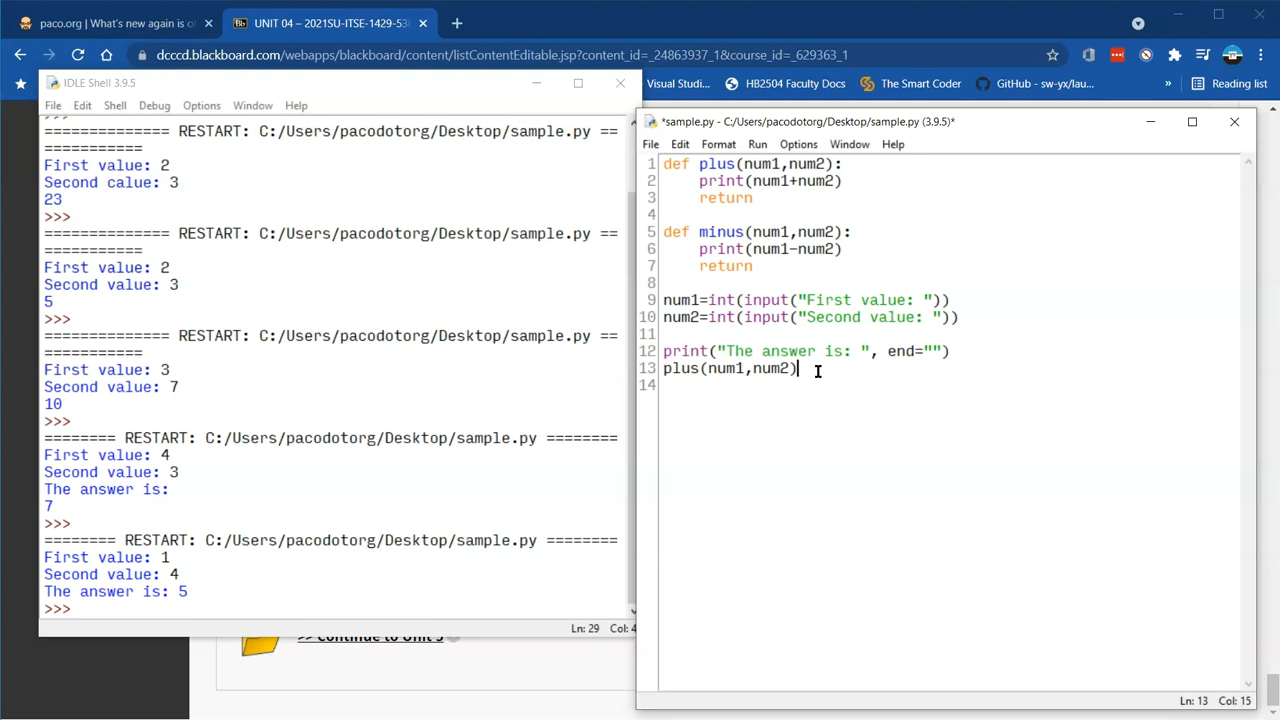 paco.org | What's new again is o
UNIT 04 – 2021SU-ITSE-1429-53
dcccd.blackboard.com/webapps/blackboard/content/listContentEditable.jsp?content_id=_24863937_1&course_id=_629363_1
Visual Studi...
HB2504 Faculty Docs
The Smart Coder
GitHub - sw-yx/lau...
»
Reading list
IDLE Shell 3.9.5
File Edit Shell Debug Options Window Help
>>>
============== RESTART: C:/Users/pacodotorg/Desktop/sample.py ==
===========
First value: 2
Second calue: 3
23
>>>
============== RESTART: C:/Users/pacodotorg/Desktop/sample.py ==
===========
First value: 2
Second value: 3
5
>>>
============== RESTART: C:/Users/pacodotorg/Desktop/sample.py ==
===========
First value: 3
Second value: 7
10
>>>
======== RESTART: C:/Users/pacodotorg/Desktop/sample.py ========
First value: 4
Second value: 3
The answer is:
7
>>>
======== RESTART: C:/Users/pacodotorg/Desktop/sample.py ========
First value: 1
Second value: 4
The answer is: 5
>>>
Ln: 29 Col: 4
>> Continue to Unit 5
*sample.py - C:/Users/pacodotorg/Desktop/sample.py (3.9.5)*
File Edit Format Run Options Window Help
1 def plus(num1,num2):
2     print(num1+num2)
3     return
4
5 def minus(num1,num2):
6     print(num1-num2)
7     return
8
9 num1=int(input("First value: "))
10 num2=int(input("Second value: "))
11
12 print("The answer is: ", end="")
13 plus(num1,num2)
14
Ln: 13 Col: 15